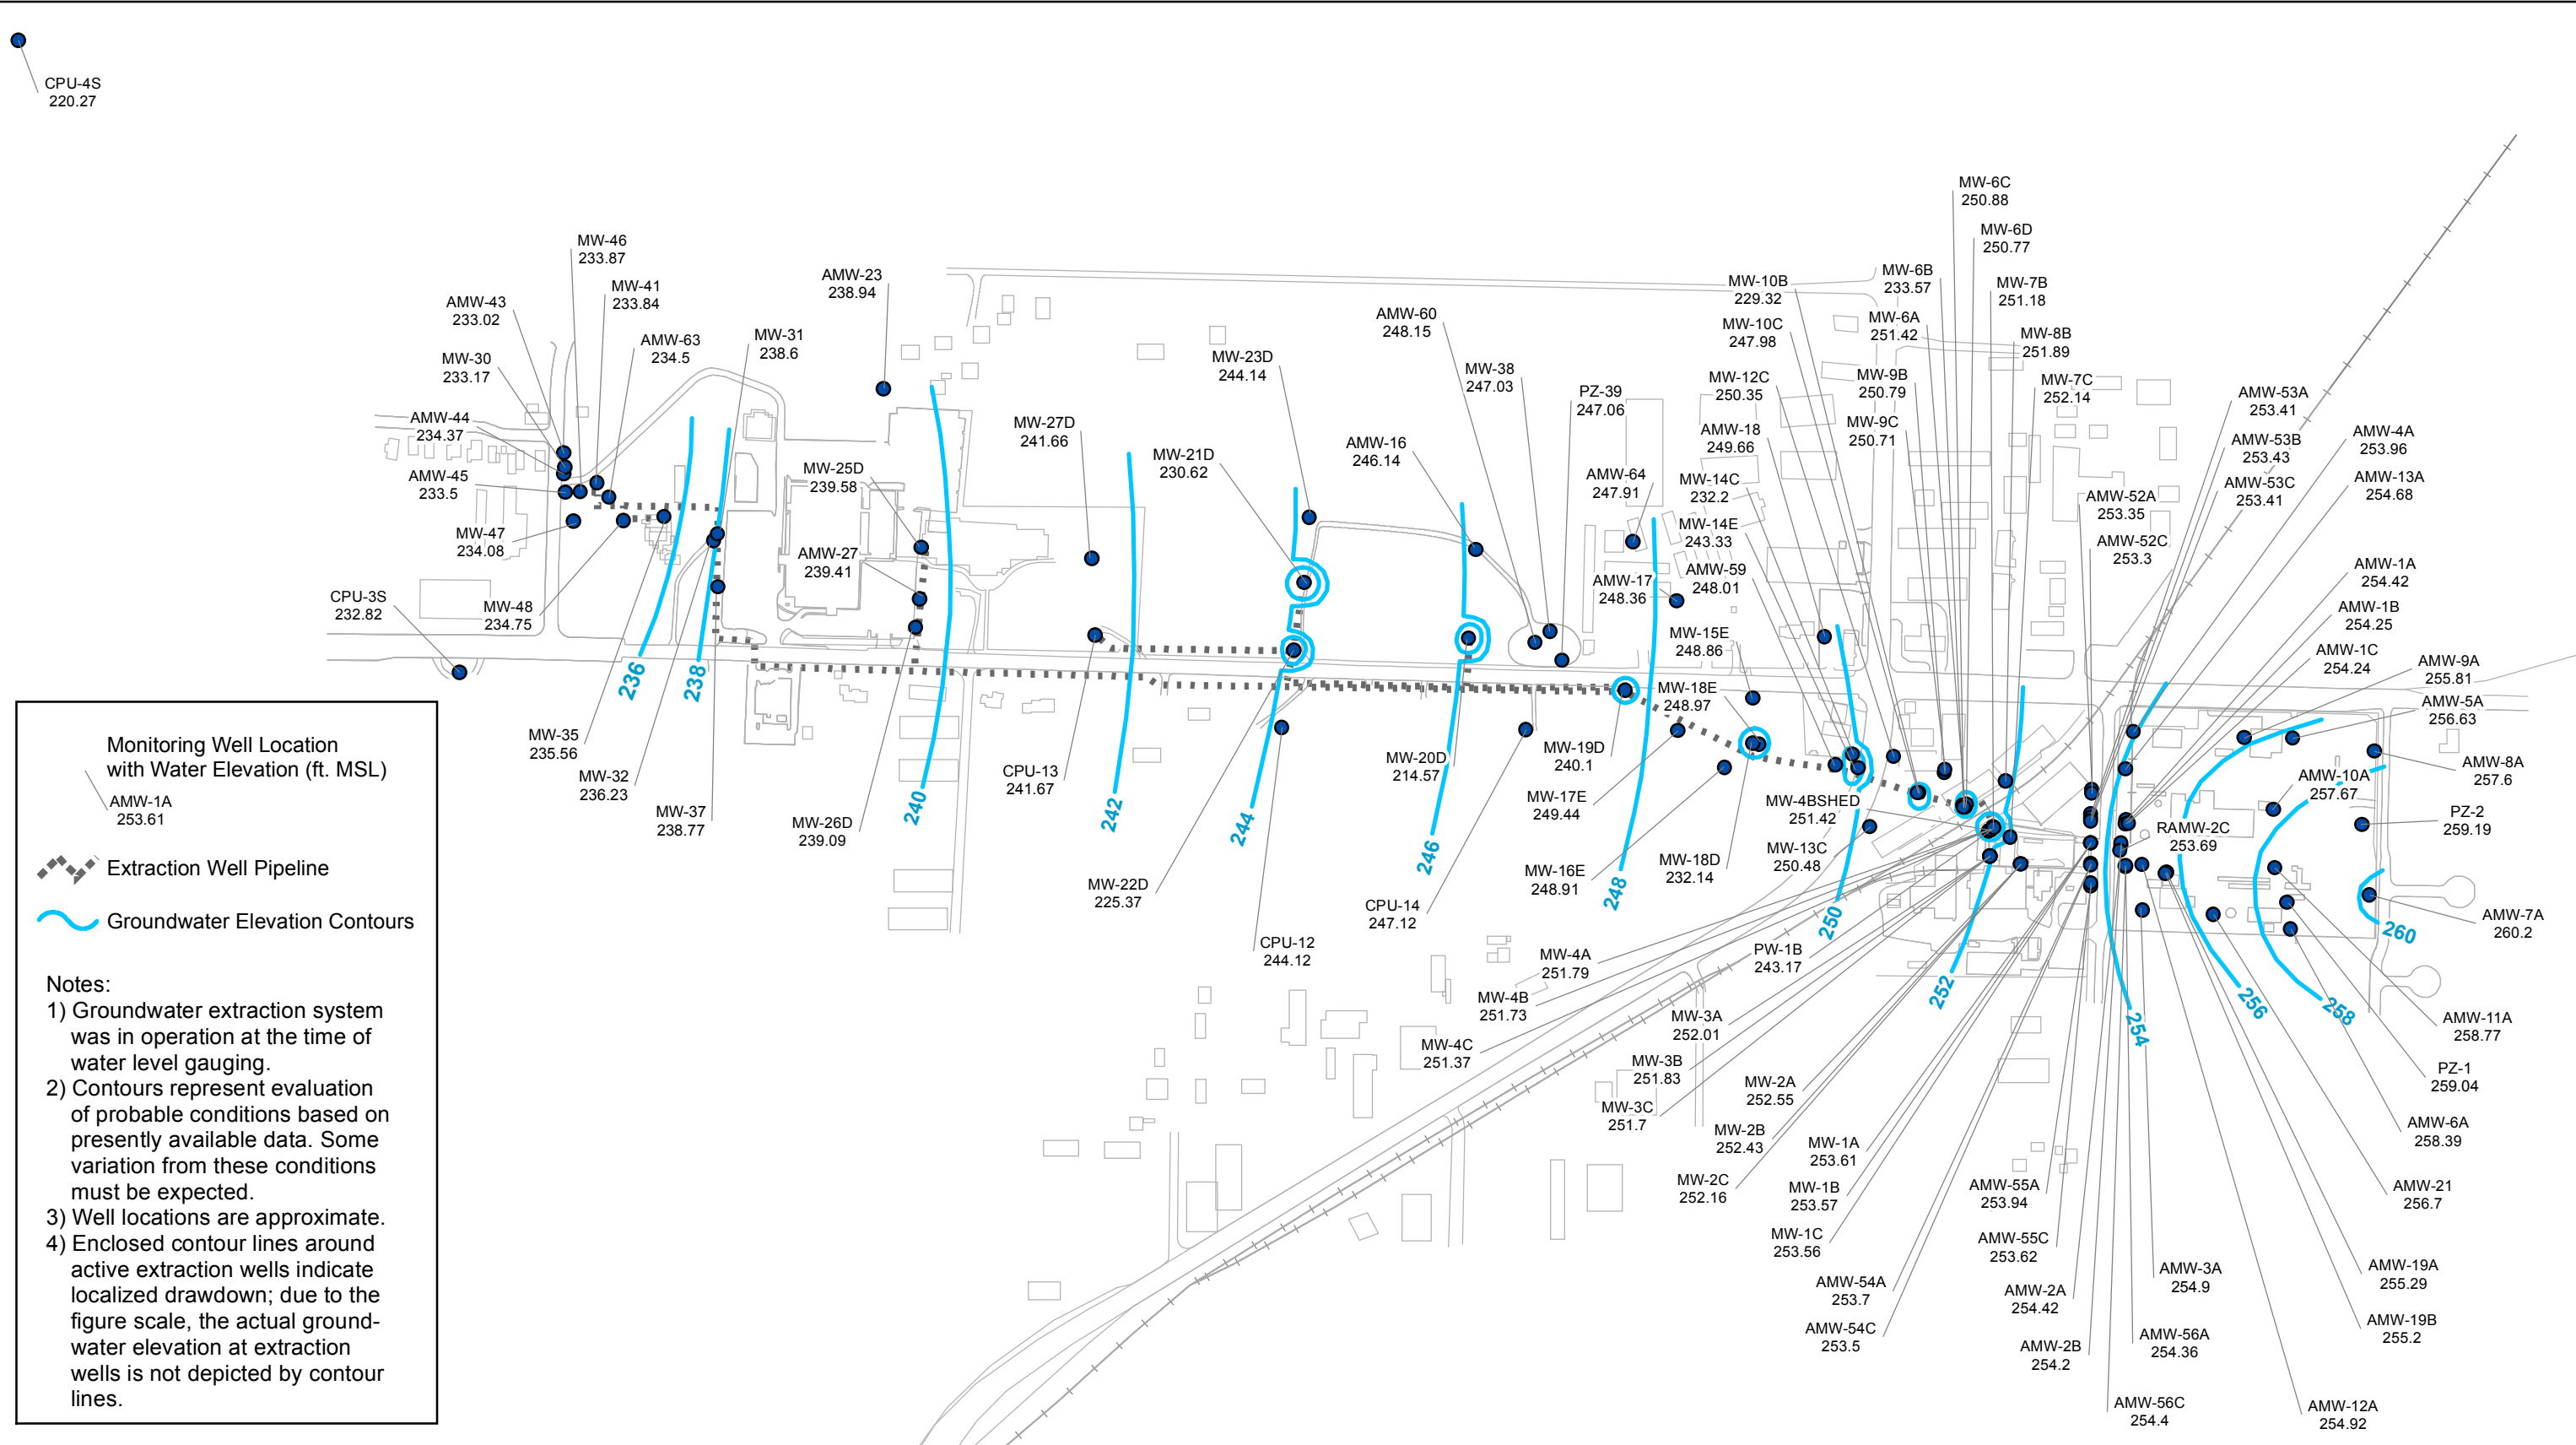 CPU-4S
220.27
MW-46
233.87
MW-41
233.84
AMW-43
233.02
AMW-63
234.5
MW-30
233.17
MW-31
238.6
AMW-44
234.37
AMW-45
233.5
MW-47
234.08
CPU-3S
232.82
MW-48
234.75
MW-35
235.56
MW-32
236.23
MW-37
238.77
236
238
AMW-23
238.94
MW-25D
239.58
AMW-27
239.41
MW-26D
239.09
240
MW-27D
241.66
CPU-13
241.67
242
MW-23D
244.14
MW-21D
230.62
MW-22D
225.37
CPU-12
244.12
244
AMW-60
248.15
MW-38
247.03
PZ-39
247.06
AMW-16
246.14
MW-20D
214.57
CPU-14
247.12
246
AMW-64
247.91
AMW-17
248.36
MW-19D
240.1
MW-17E
249.44
MW-16E
248.91
248
MW-10B
229.32
MW-10C
247.98
MW-12C
250.35
AMW-18
249.66
MW-14C
232.2
MW-14E
243.33
AMW-59
248.01
MW-15E
248.86
MW-18E
248.97
MW-18D
232.14
MW-6C
250.88
MW-6D
250.77
MW-6B
233.57
MW-7B
251.18
MW-6A
251.42
MW-8B
251.89
MW-9B
250.79
MW-7C
252.14
MW-9C
250.71
MW-4BSHED
251.42
MW-13C
250.48
250
AMW-53A
253.41
AMW-53B
253.43
AMW-53C
253.41
AMW-52A
253.35
AMW-52C
253.3
AMW-4A
253.96
AMW-13A
254.68
AMW-1A
254.42
AMW-1B
254.25
AMW-1C
254.24
AMW-9A
255.81
AMW-5A
256.63
AMW-8A
257.6
AMW-10A
257.67
PZ-2
259.19
RAMW-2C
253.69
AMW-7A
260.2
260
258
256
254
252
MW-4A
251.79
PW-1B
243.17
MW-4B
251.73
MW-3A
252.01
MW-4C
251.37
MW-3B
251.83
MW-3C
251.7
MW-2A
252.55
MW-2B
252.43
MW-2C
252.16
MW-1A
253.61
MW-1B
253.57
MW-1C
253.56
AMW-54A
253.7
AMW-54C
253.5
AMW-55A
253.94
AMW-55C
253.62
AMW-2A
254.42
AMW-2B
254.2
AMW-56C
254.4
AMW-56A
254.36
AMW-3A
254.9
AMW-12A
254.92
AMW-19B
255.2
AMW-19A
255.29
AMW-21
256.7
AMW-6A
258.39
PZ-1
259.04
AMW-11A
258.77
Monitoring Well Location
with Water Elevation (ft. MSL)
AMW-1A
253.61
Extraction Well Pipeline
Groundwater Elevation Contours
Notes:
1) Groundwater extraction system
was in operation at the time of
water level gauging.
2) Contours represent evaluation
of probable conditions based on
presently available data. Some
variation from these conditions
must be expected.
3) Well locations are approximate.
4) Enclosed contour lines around
active extraction wells indicate
localized drawdown; due to the
figure scale, the actual ground-
water elevation at extraction
wells is not depicted by contour
lines.